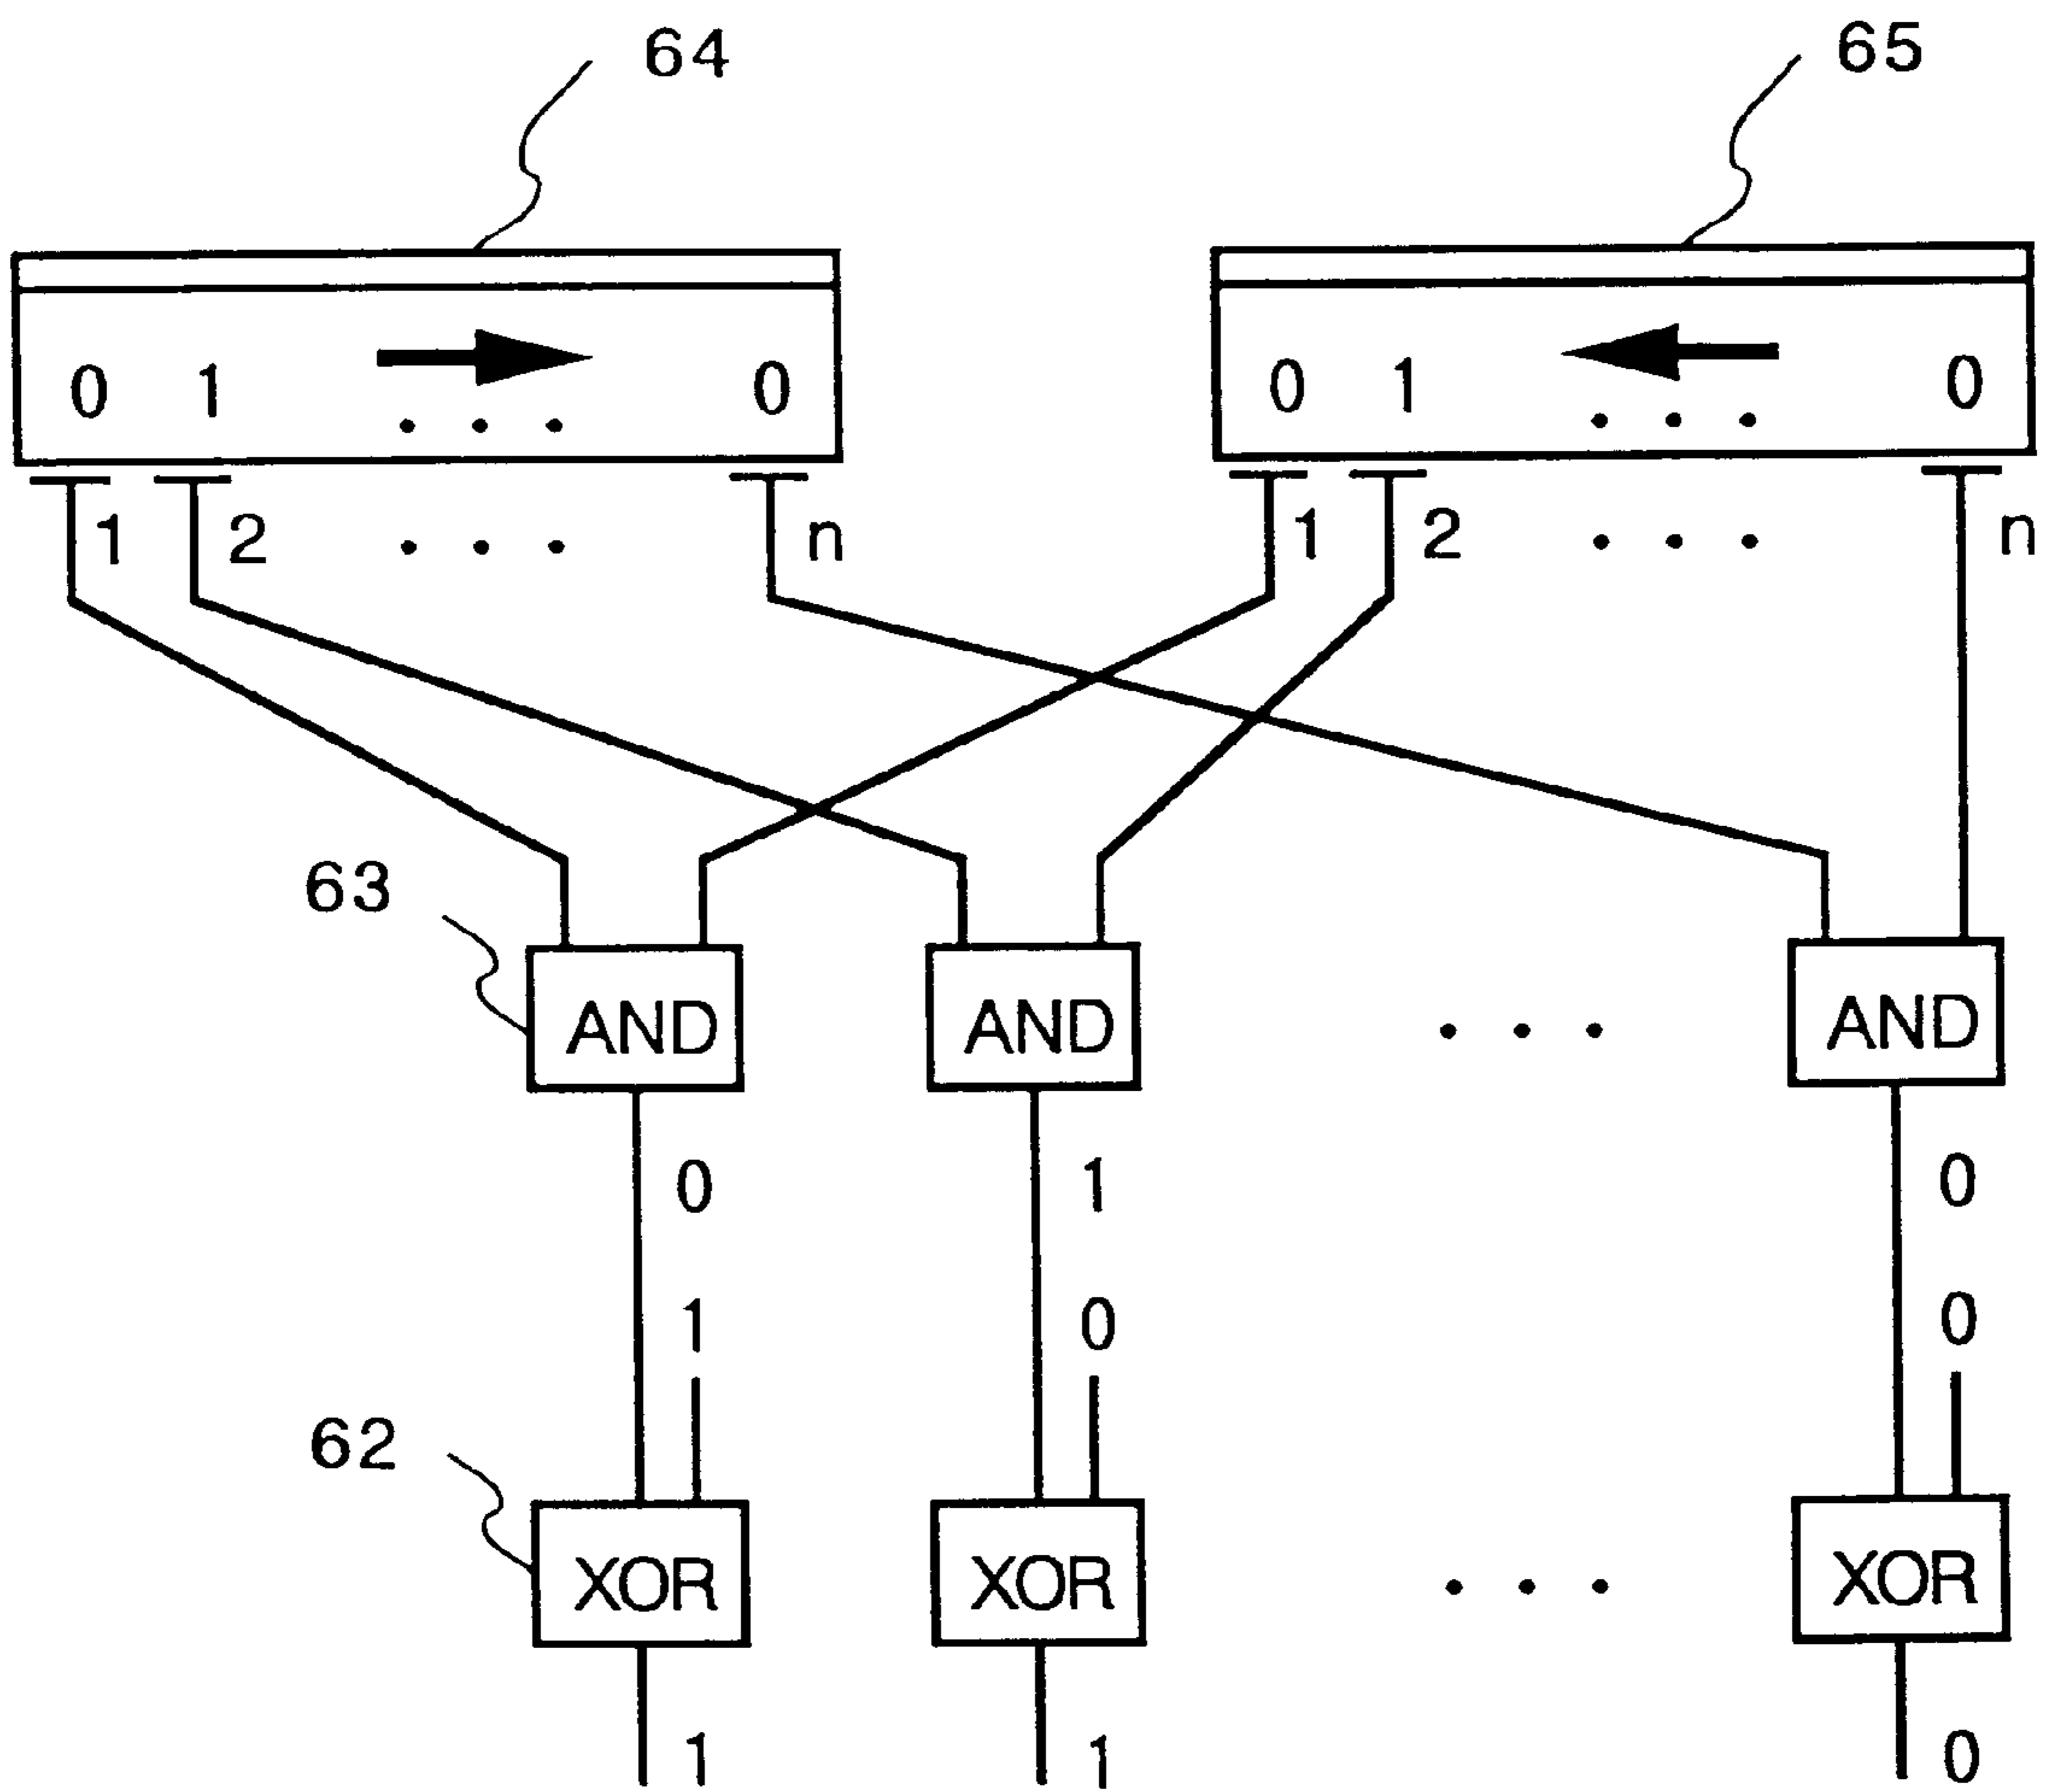 64 65
0 1 . . . 0 0 1 . . . 0
1 2 . . . n 1 2 . . . n
63
AND AND . . . AND
0 1 0
1 0 0
62
XOR XOR . . . XOR
1 1 0